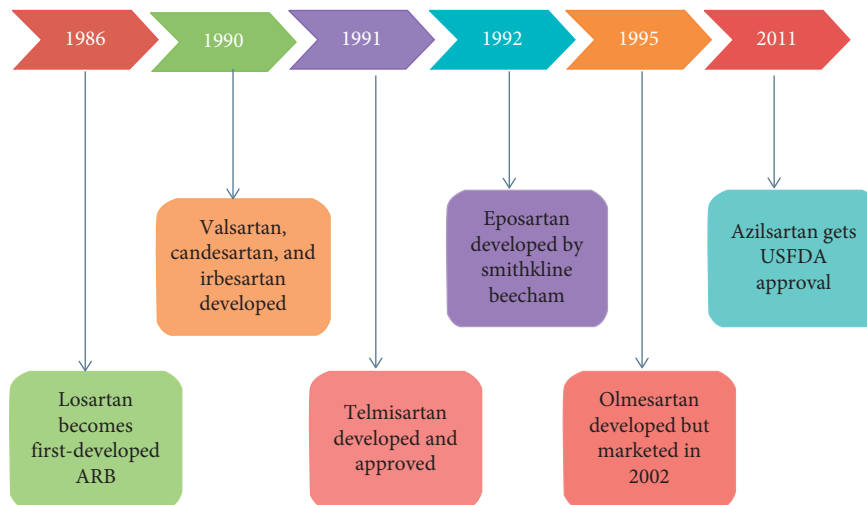 1986
1990
1991
1992
1995
2011
Valsartan,
candesartan, and
irbesartan
developed
Eposartan
developed by
smithkline
beecham
Azilsartan gets
USFDA
approval
Losartan
becomes
first-developed
ARB
Telmisartan
developed and
approved
Olmesartan
developed but
marketed in
2002